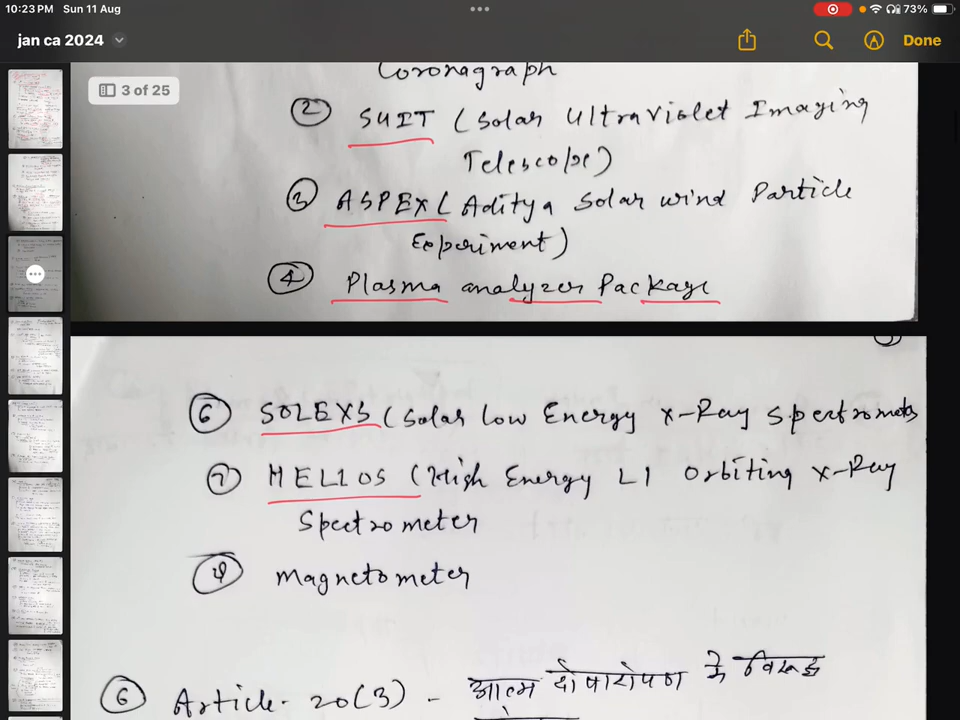 10:23 PM Sun 11 Aug
73%
jan ca 2024
Done
3 of 25
Coronagraph
② SUIT (Solar Ultraviolet Imaging
Telescope)
③ ASPEX (Aditya Solar wind Particle
Experiment)
④ Plasma analyzer Package
⑥ SOLEXS (Solar low Energy X-Ray Spectrometer
⑦ HEL1OS (High Energy L1 Orbiting X-Ray
Spectrometer
magnetometer
⑥ Article - 20(3) - आत्म दोषारोपण के विरूद्ध